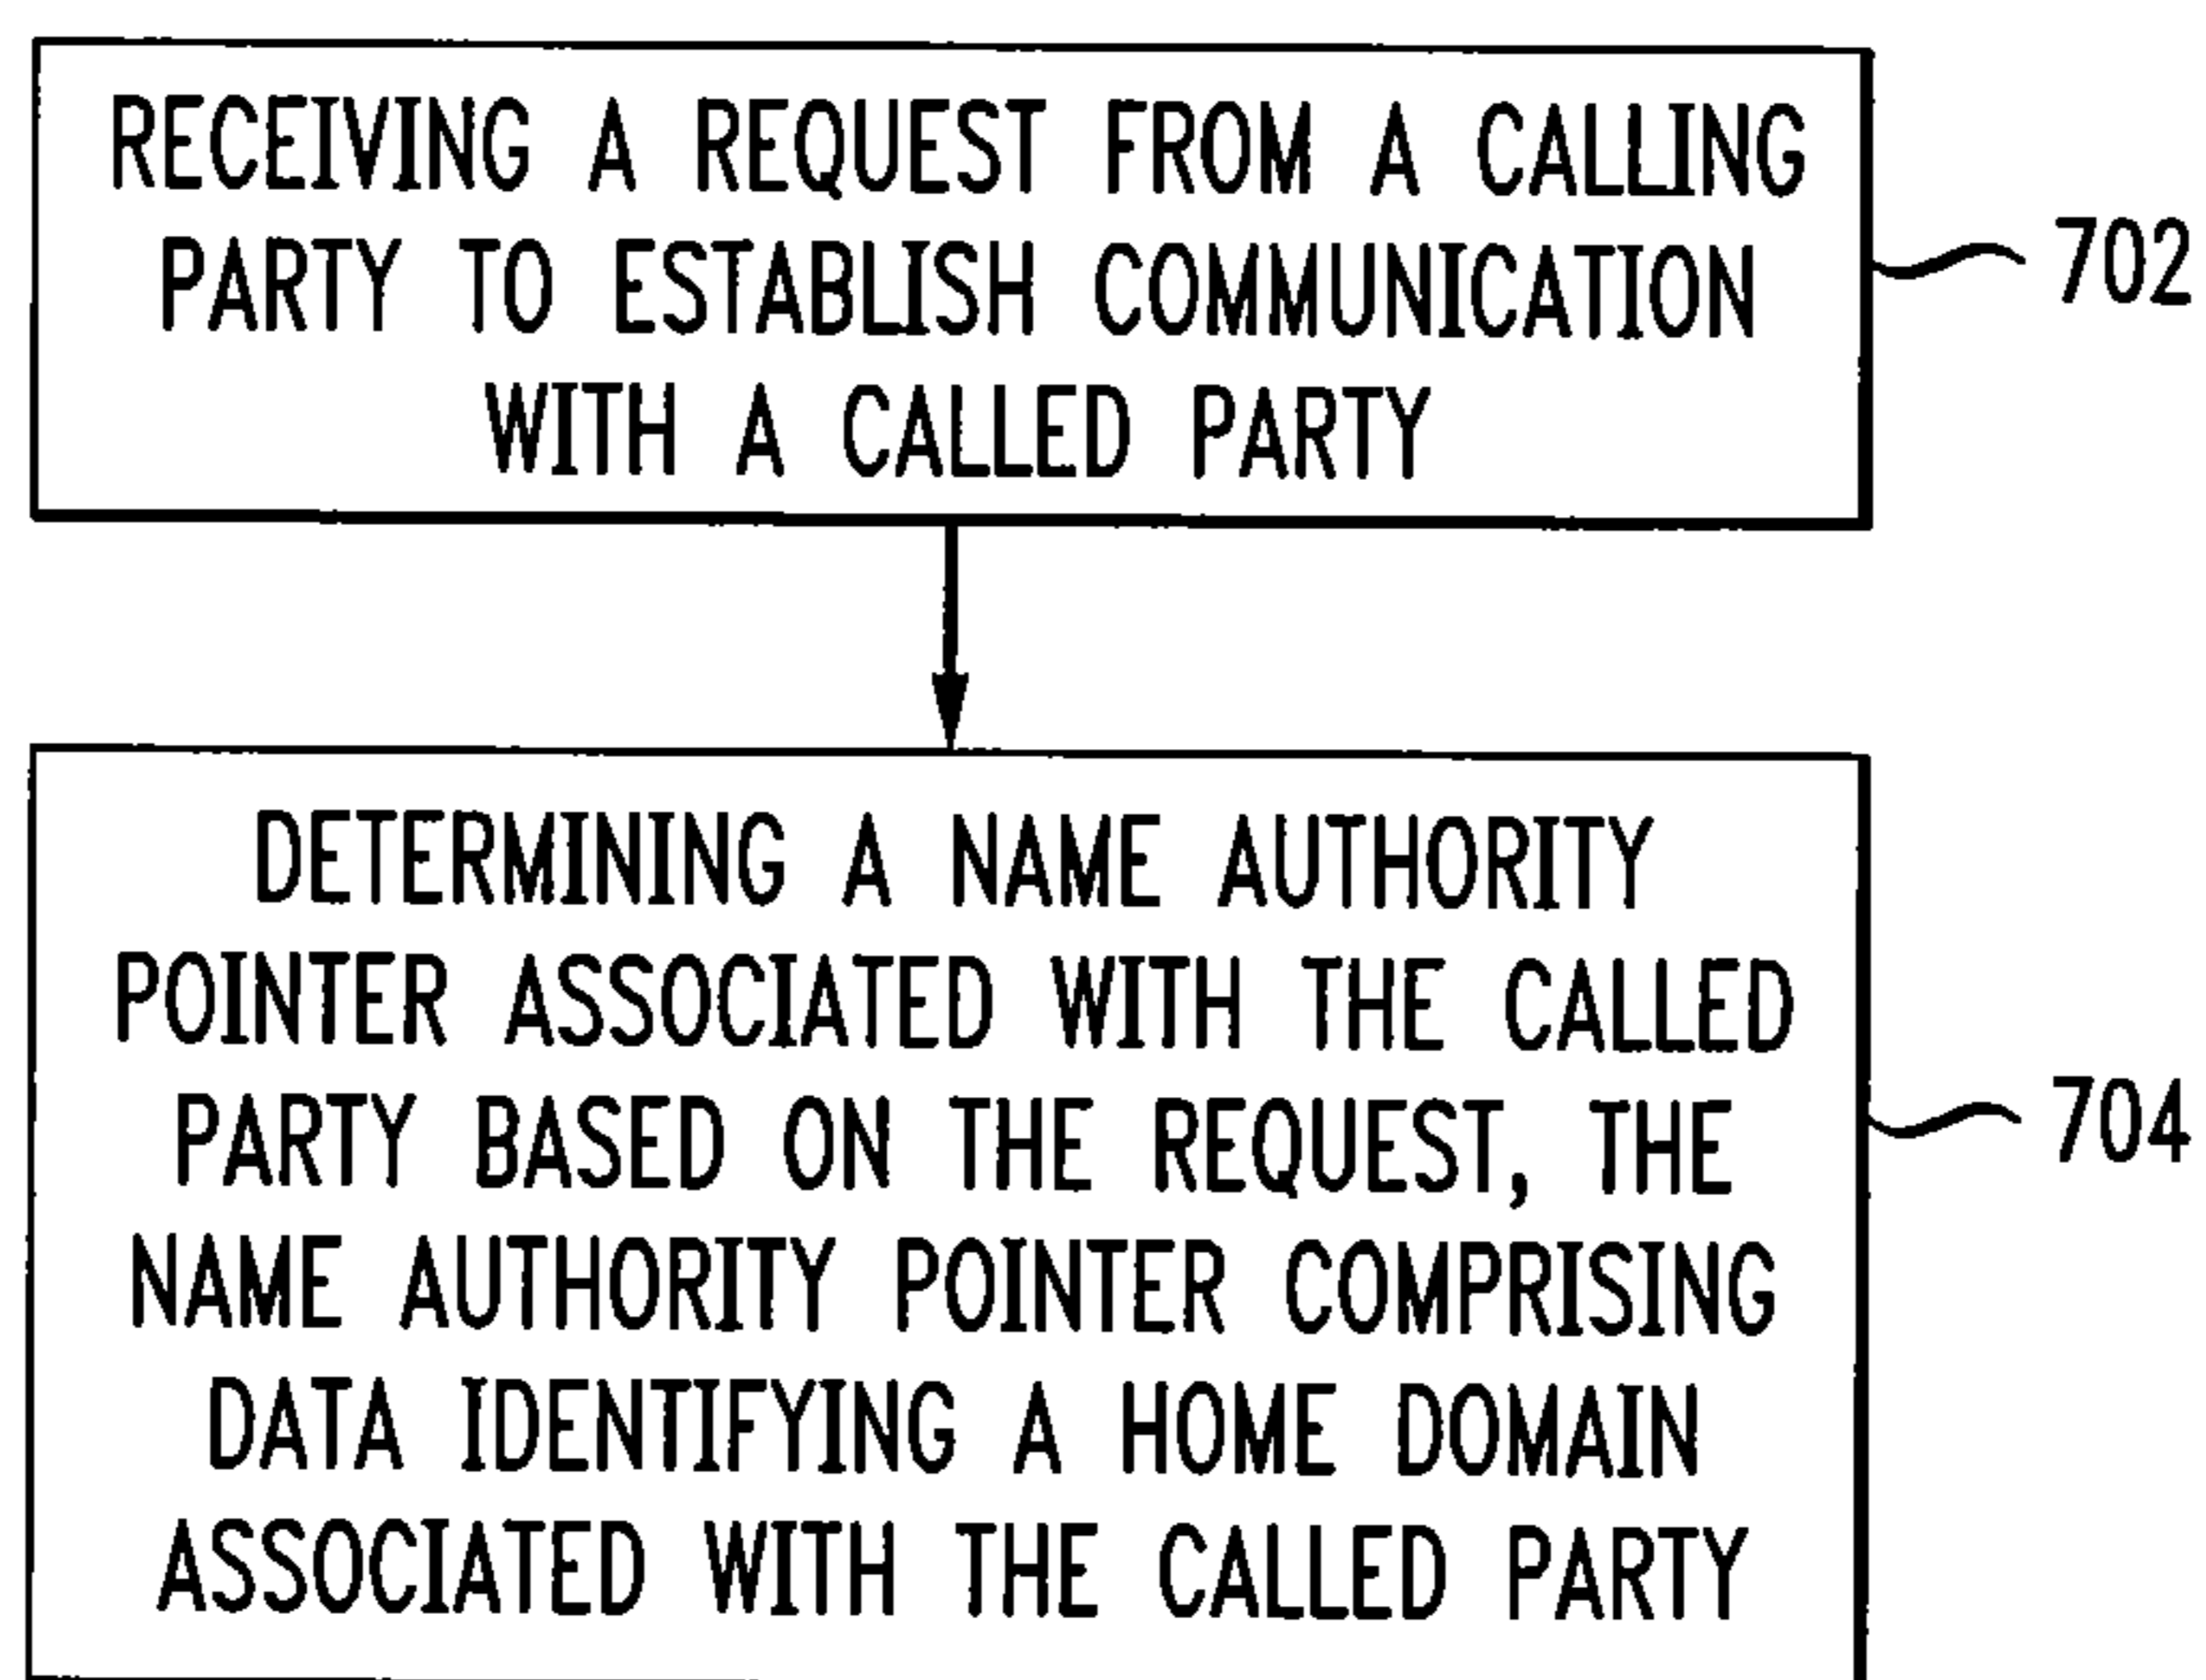 RECEIVING A REQUEST FROM A CALLING
PARTY TO ESTABLISH COMMUNICATION
WITH A CALLED PARTY
702
DETERMINING A NAME AUTHORITY
POINTER ASSOCIATED WITH THE CALLED
PARTY BASED ON THE REQUEST, THE
NAME AUTHORITY POINTER COMPRISING
DATA IDENTIFYING A HOME DOMAIN
ASSOCIATED WITH THE CALLED PARTY
704